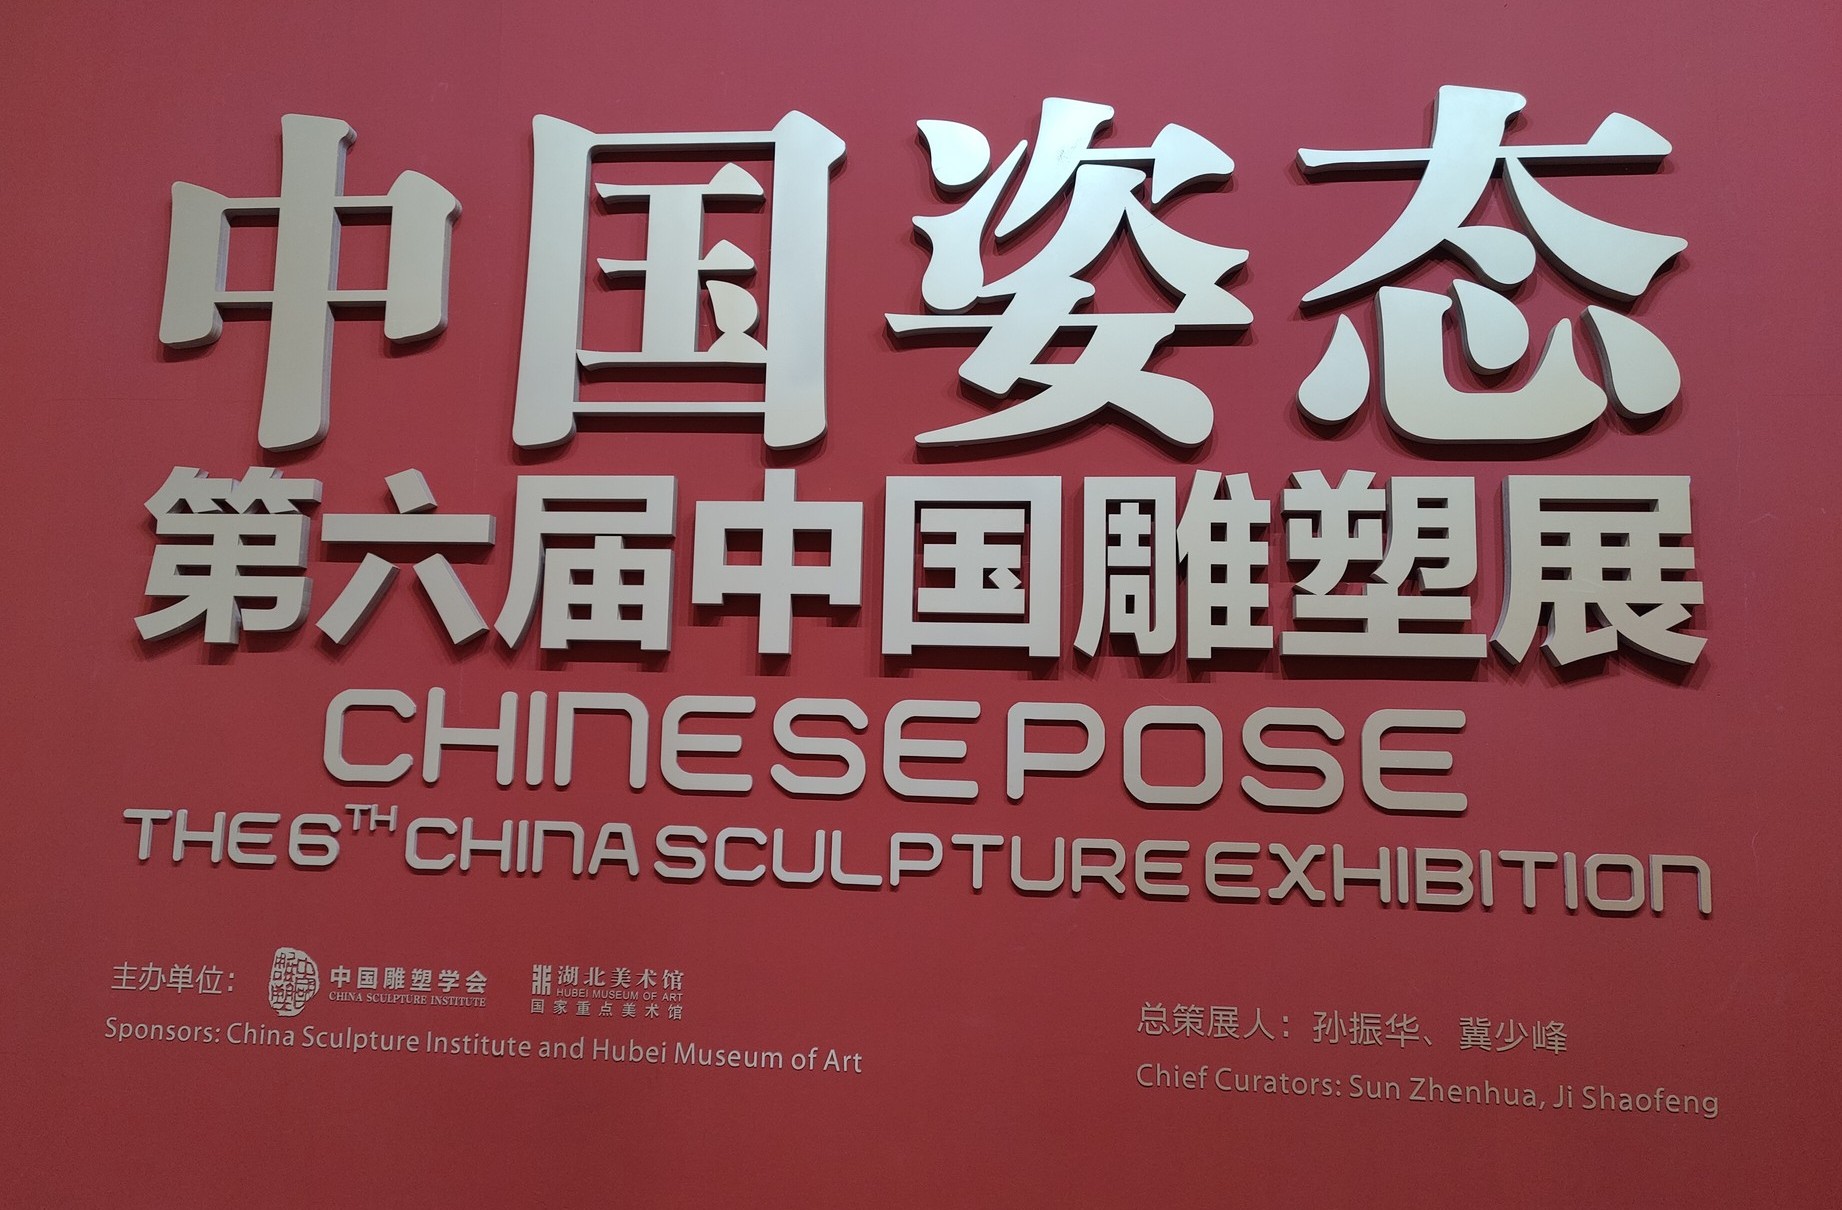 中国姿态
第六届中国雕塑展
CHINESE POSE
THE 6TH CHINA SCULPTURE EXHIBITION
主办单位：
中国雕塑学会
CHINA SCULPTURE INSTITUTE
湖北美术馆
HUBEI MUSEUM OF ART
国家重点美术馆
Sponsors: China Sculpture Institute and Hubei Museum of Art
总策展人：孙振华、冀少峰
Chief Curators: Sun Zhenhua, Ji Shaofeng